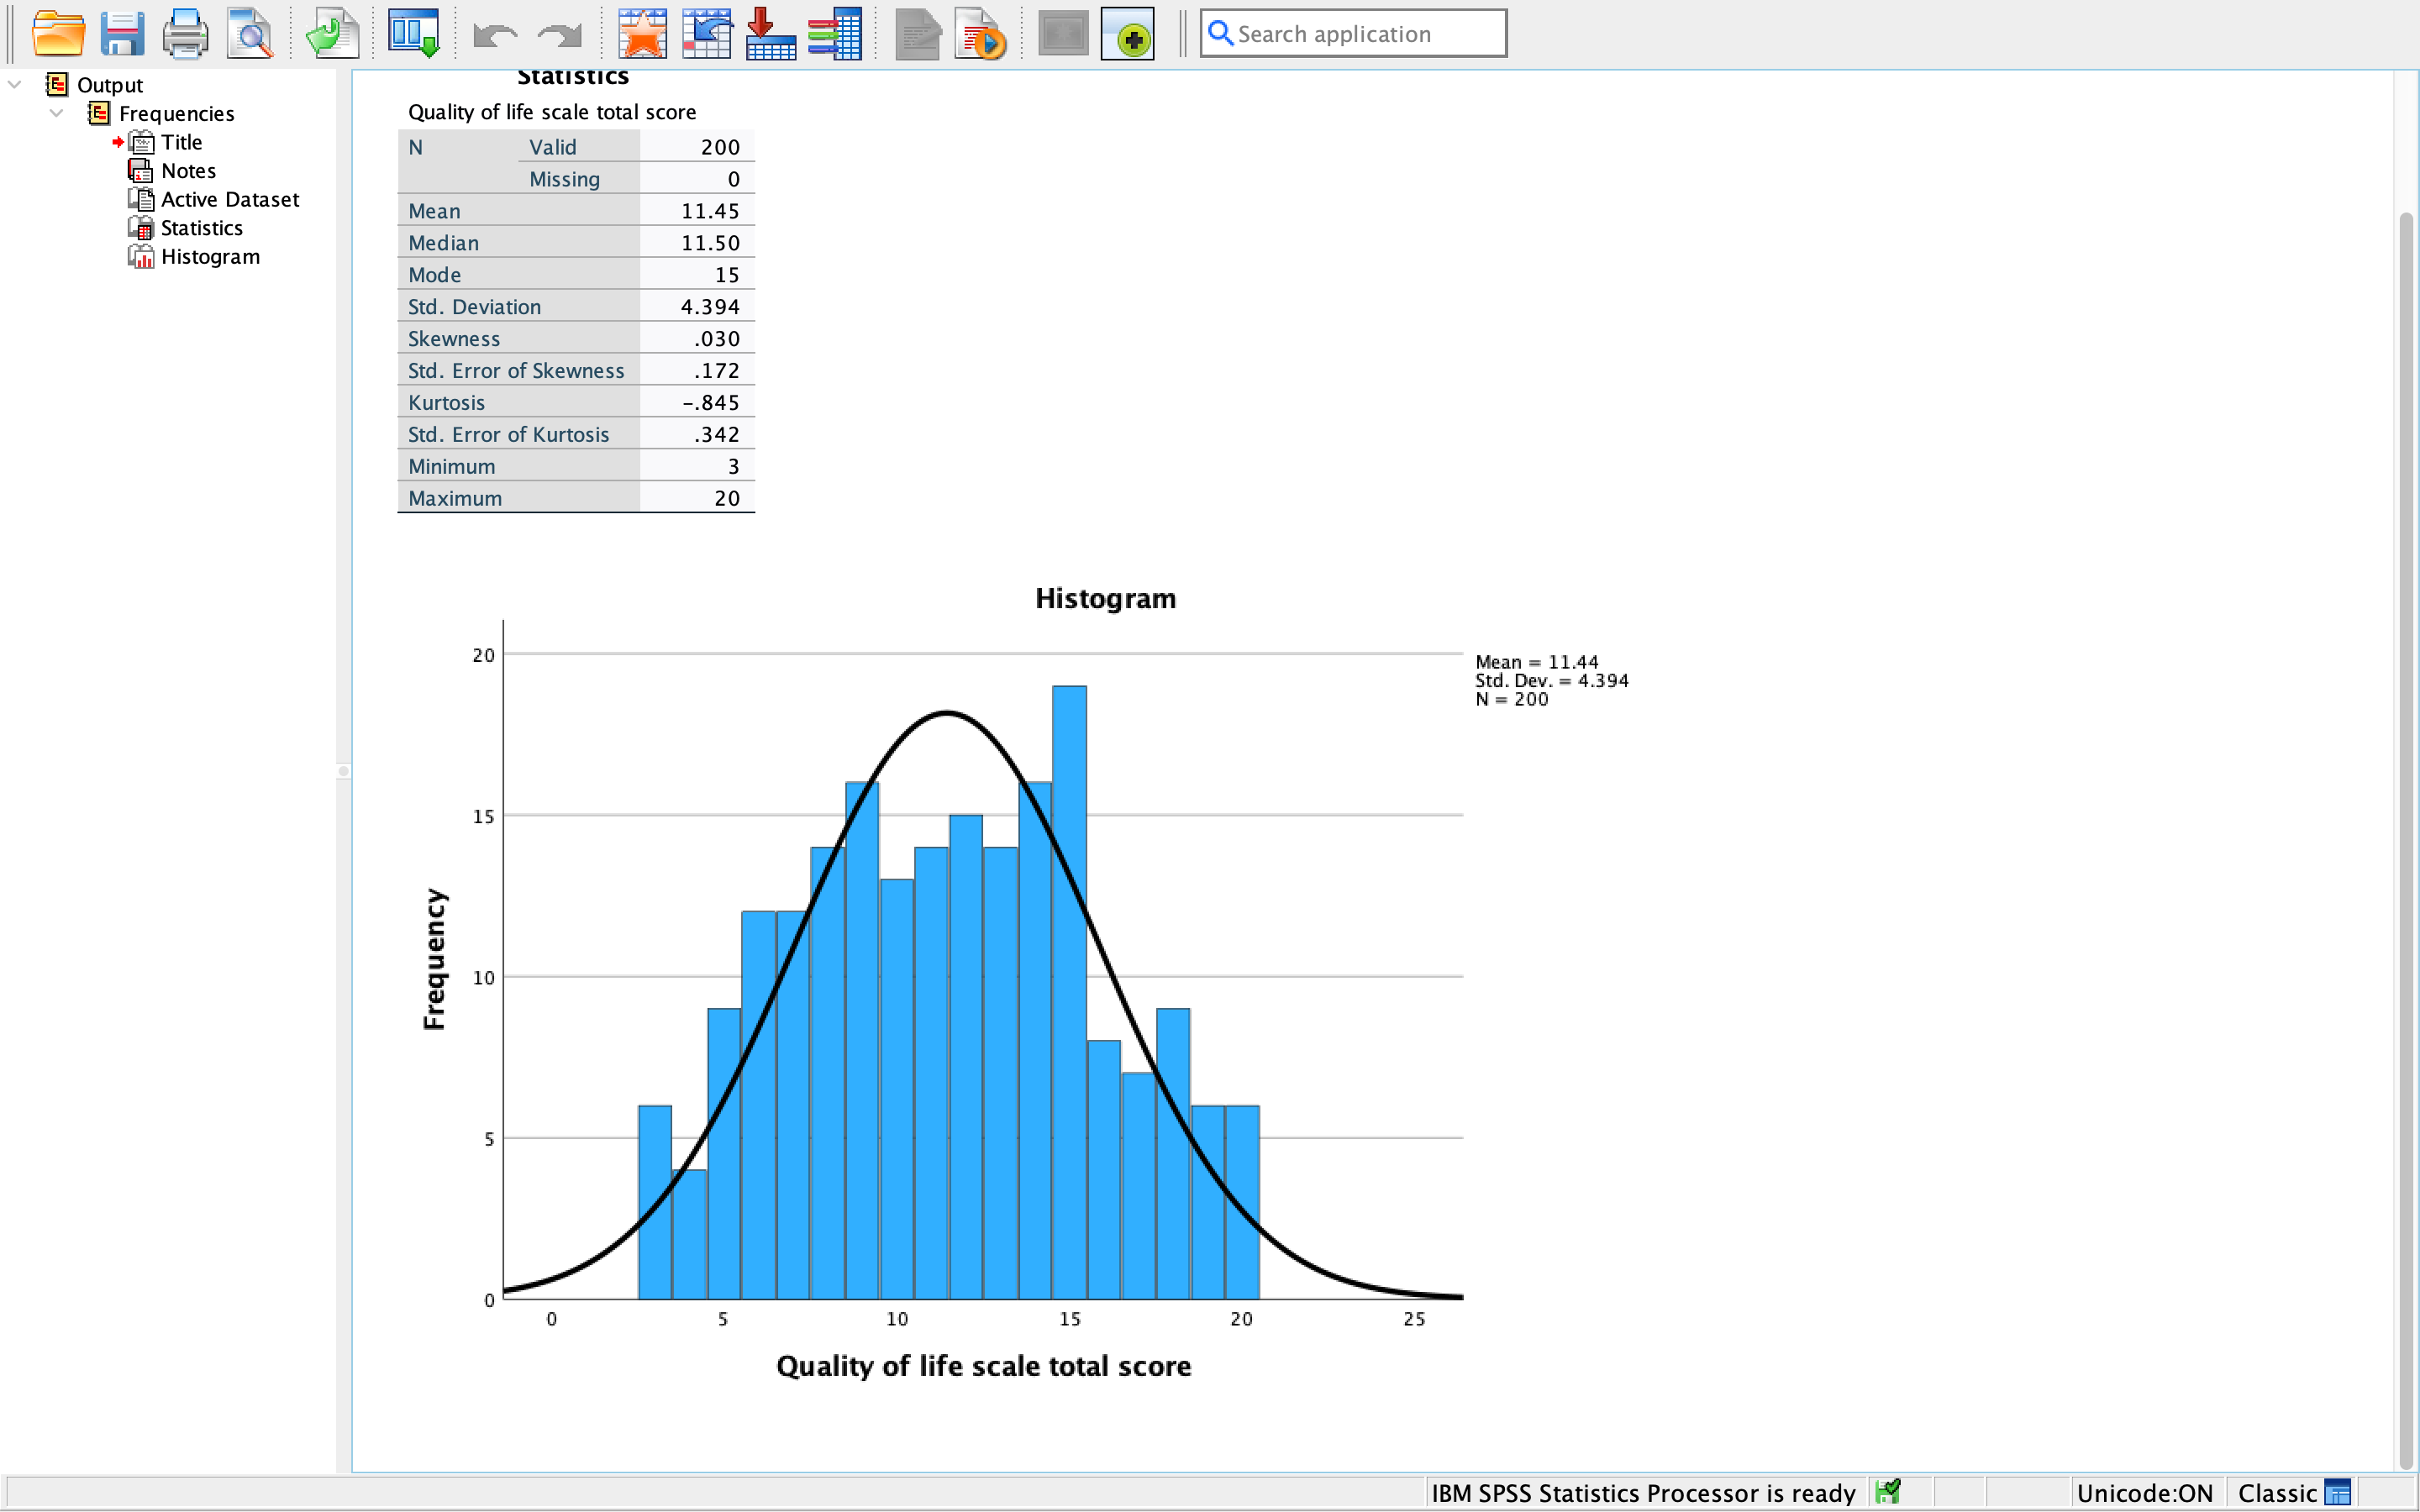 Search application
Output
Frequencies
Title
Notes
Active Dataset
Statistics
Histogram
Statistics
Quality of life scale total score
N Valid 200
Missing 0
Mean 11.45
Median 11.50
Mode 15
Std. Deviation 4.394
Skewness .030
Std. Error of Skewness .172
Kurtosis -.845
Std. Error of Kurtosis .342
Minimum 3
Maximum 20
Histogram
Mean = 11.44
Std. Dev. = 4.394
N = 200
20
15
10
5
0
Frequency
0 5 10 15 20 25
Quality of life scale total score
IBM SPSS Statistics Processor is ready Unicode:ON Classic